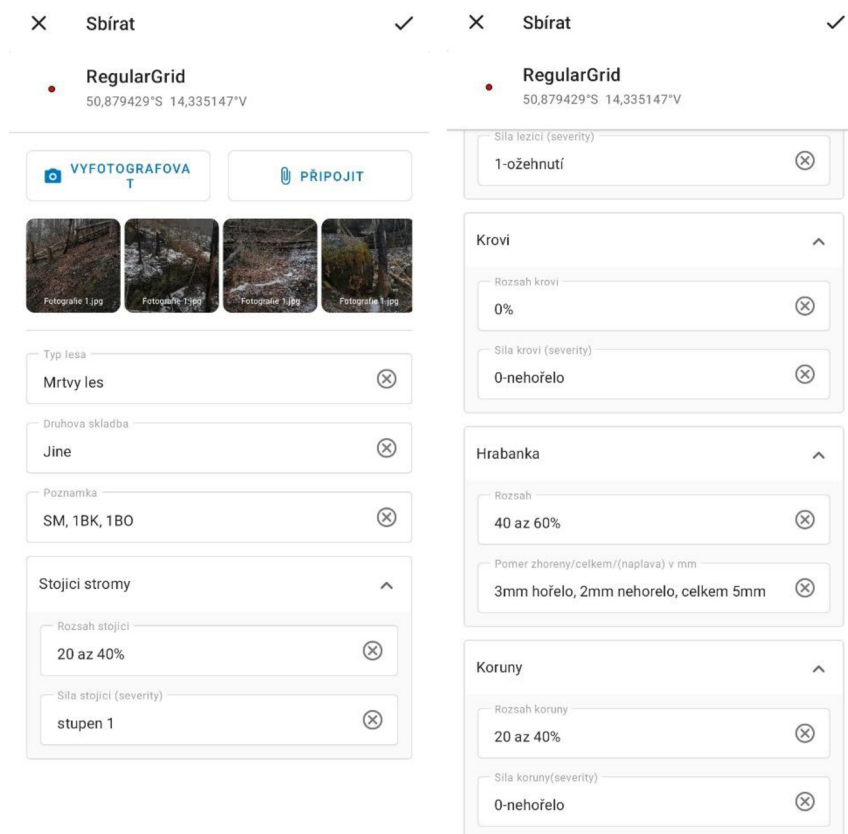 Sbírat
RegularGrid
50,879429°S 14,335147°V
VYFOTOGRAFOVA
T
PŘIPOJIT
Fotografie 1.jpg
Fotografie 1.jpg
Fotografie 1.jpg
Fotografie 1.jpg
Typ lesa
Mrtvy les
Druhova skladba
Jine
Poznamka
SM, 1BK, 1BO
Stojici stromy
Rozsah stojici
20 az 40%
Sila stojici (severity)
stupen 1
Sbírat
RegularGrid
50,879429°S 14,335147°V
Sila lezici (severity)
1-ožehnutí
Krovi
Rozsah krovi
0%
Sila krovi (severity)
0-nehořelo
Hrabanka
Rozsah
40 az 60%
Pomer zhoreny/celkem/(naplava) v mm
3mm hořelo, 2mm nehorelo, celkem 5mm
Koruny
Rozsah koruny
20 az 40%
Sila koruny(severity)
0-nehořelo